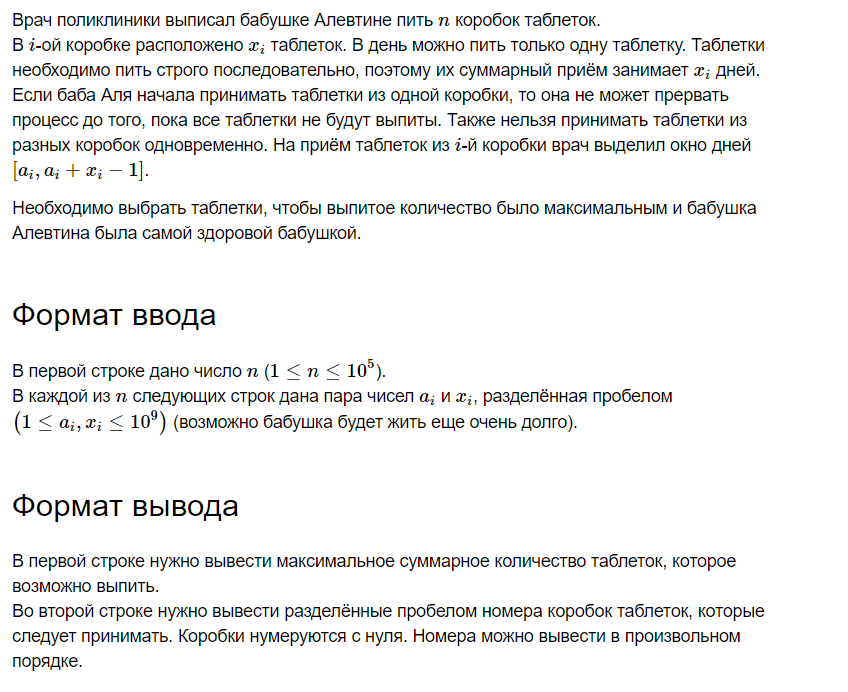 Врач поликлиники выписал бабушке Алевтине пить n коробок таблеток.
В i-ой коробке расположено x_i таблеток. В день можно пить только одну таблетку. Таблетки
необходимо пить строго последовательно, поэтому их суммарный приём занимает x_i дней.
Если баба Аля начала принимать таблетки из одной коробки, то она не может прервать
процесс до того, пока все таблетки не будут выпиты. Также нельзя принимать таблетки из
разных коробок одновременно. На приём таблеток из i-й коробки врач выделил окно дней
[a_i, a_i + x_i − 1].
Необходимо выбрать таблетки, чтобы выпитое количество было максимальным и бабушка
Алевтина была самой здоровой бабушкой.
Формат ввода
В первой строке дано число n (1 ≤ n ≤ 10^5).
В каждой из n следующих строк дана пара чисел a_i и x_i, разделённая пробелом
(1 ≤ a_i, x_i ≤ 10^9) (возможно бабушка будет жить еще очень долго).
Формат вывода
В первой строке нужно вывести максимальное суммарное количество таблеток, которое
возможно выпить.
Во второй строке нужно вывести разделённые пробелом номера коробок таблеток, которые
следует принимать. Коробки нумеруются с нуля. Номера можно вывести в произвольном
порядке.